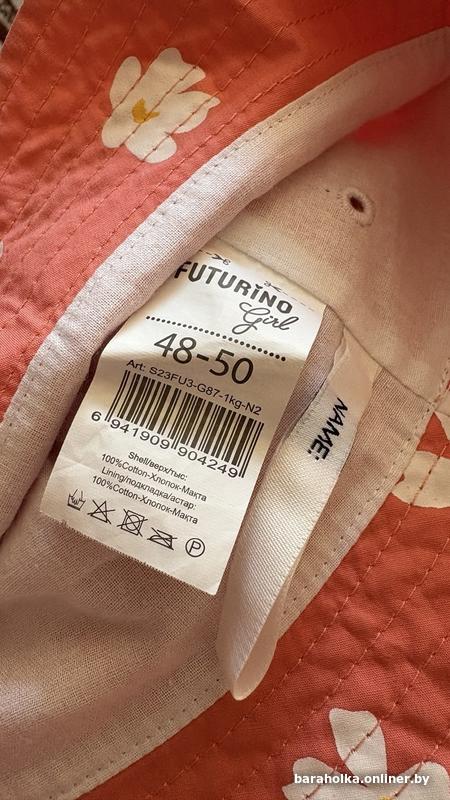 FUTURINO
Girl
48-50
Art: S23FU3-G87-1kg-N2
6 941909 904249
Shell/верх/тыс:
100%Cotton-Хлопок-Мақта
Lining/подкладка/астар:
100%Cotton-Хлопок-Мақта
P
NAME:
baraholka.onliner.by